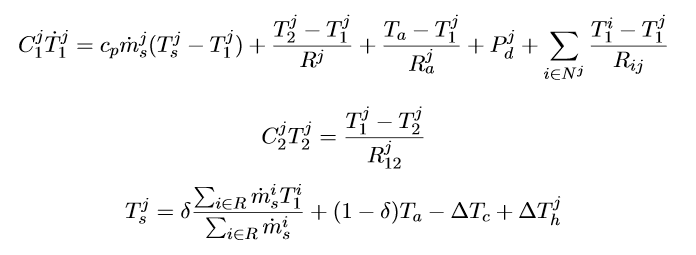 C_1^j \dot{T}_1^j = c_p \dot{m}_s^j (T_s^j - T_1^j) + \frac{T_2^j - T_1^j}{R^j} + \frac{T_a - T_1^j}{R_a^j} + P_d^j + \sum_{i \in N^j} \frac{T_1^i - T_1^j}{R_{ij}}
C_2^j T_2^j = \frac{T_1^j - T_2^j}{R_{12}^j}
T_s^j = \delta \frac{\sum_{i \in R} \dot{m}_s^i T_1^i}{\sum_{i \in R} \dot{m}_s^i} + (1 - \delta) T_a - \Delta T_c + \Delta T_h^j